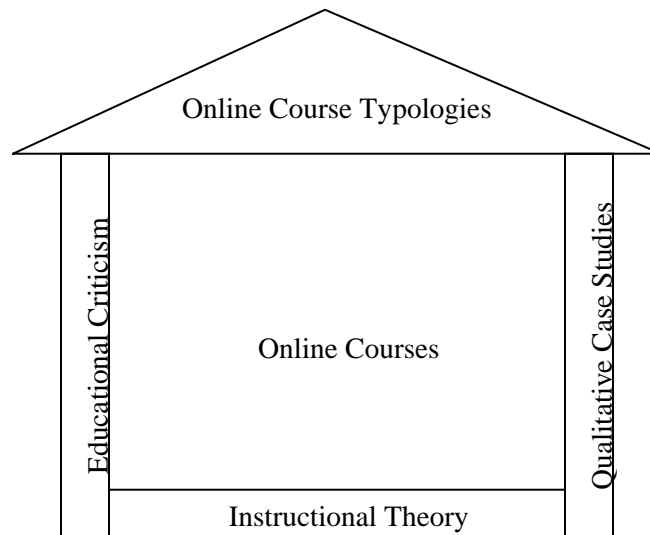 Online Course Typologies
Educational Criticism
Online Courses
Qualitative Case Studies
Instructional Theory